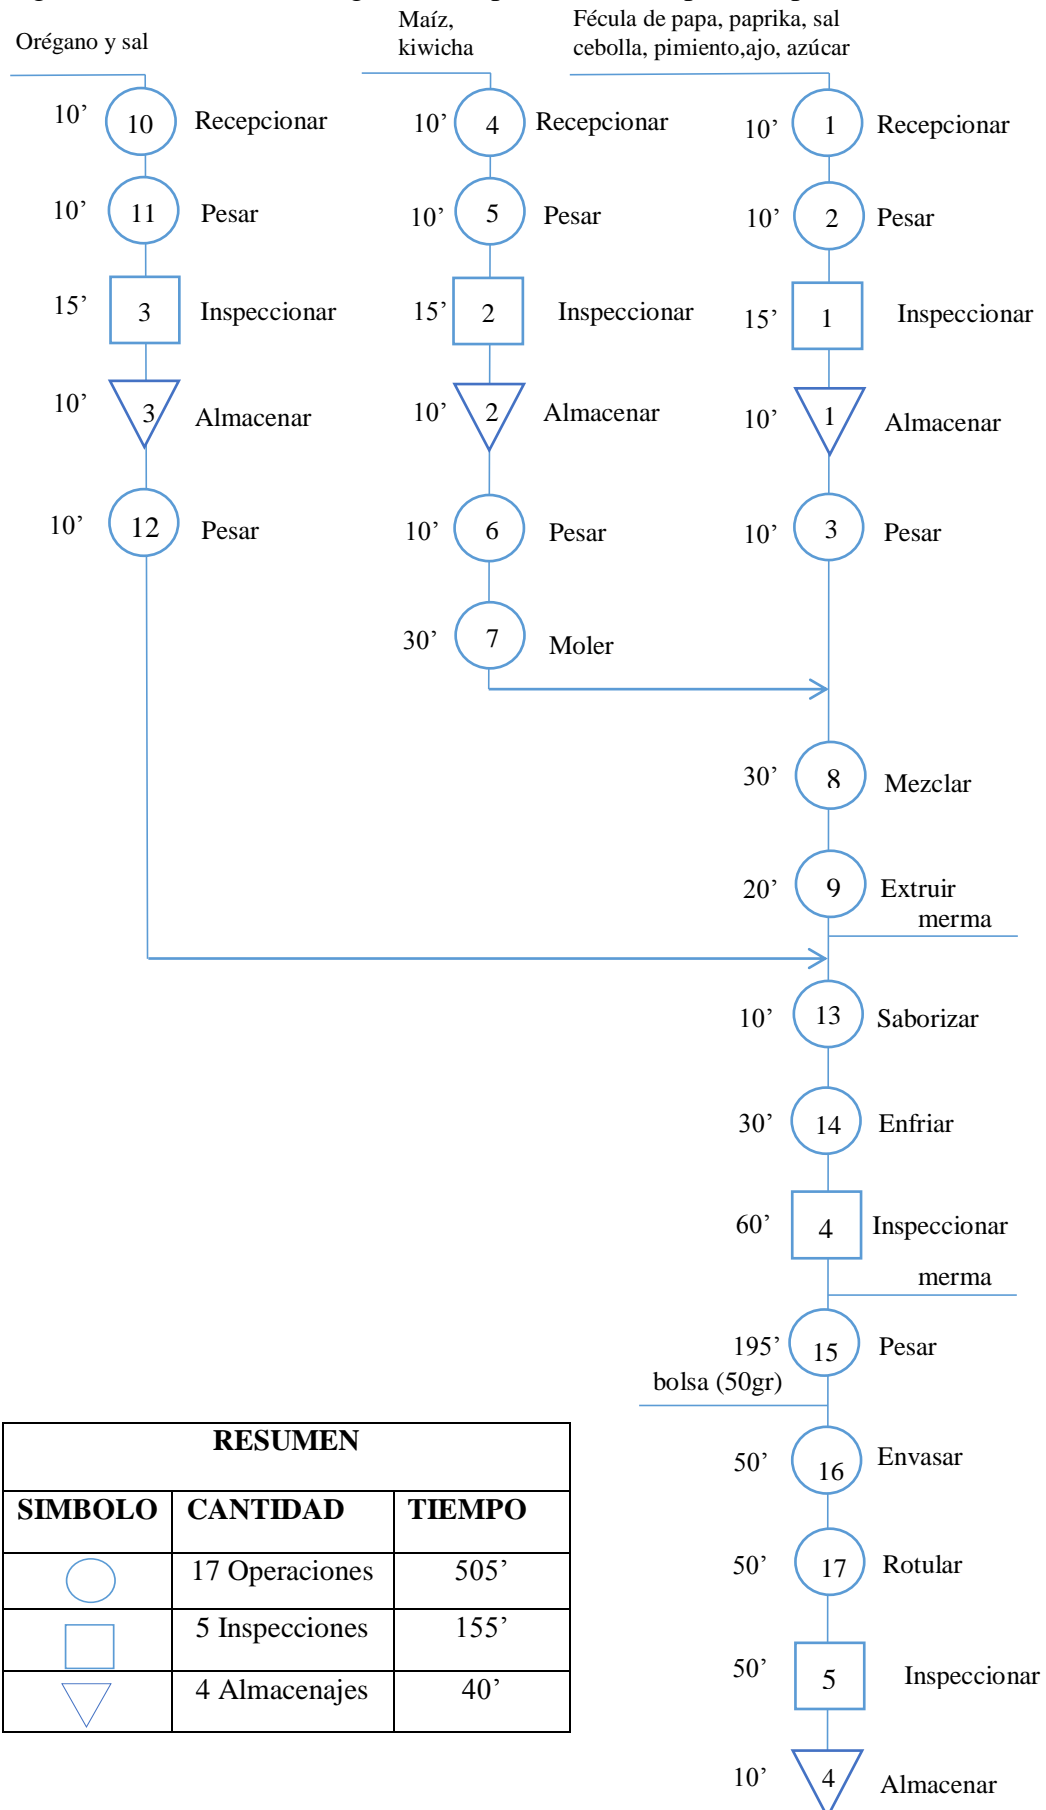 Orégano y sal
Maíz,
kiwicha
Fécula de papa, paprika, sal
cebolla, pimiento,ajo, azúcar
10’ 10 Recepcionar
10’ 4 Recepcionar
10’ 1 Recepcionar
10’ 11 Pesar
10’ 5 Pesar
10’ 2 Pesar
15’ 3 Inspeccionar
15’ 2 Inspeccionar
15’ 1 Inspeccionar
10’ 3 Almacenar
10’ 2 Almacenar
10’ 1 Almacenar
10’ 12 Pesar
10’ 6 Pesar
10’ 3 Pesar
30’ 7 Moler
30’ 8 Mezclar
20’ 9 Extruir
merma
10’ 13 Saborizar
30’ 14 Enfriar
60’ 4 Inspeccionar
merma
195’ 15 Pesar
bolsa (50gr)
50’ 16 Envasar
50’ 17 Rotular
50’ 5 Inspeccionar
10’ 4 Almacenar
RESUMEN
SIMBOLO CANTIDAD TIEMPO
17 Operaciones 505’
5 Inspecciones 155’
4 Almacenajes 40’